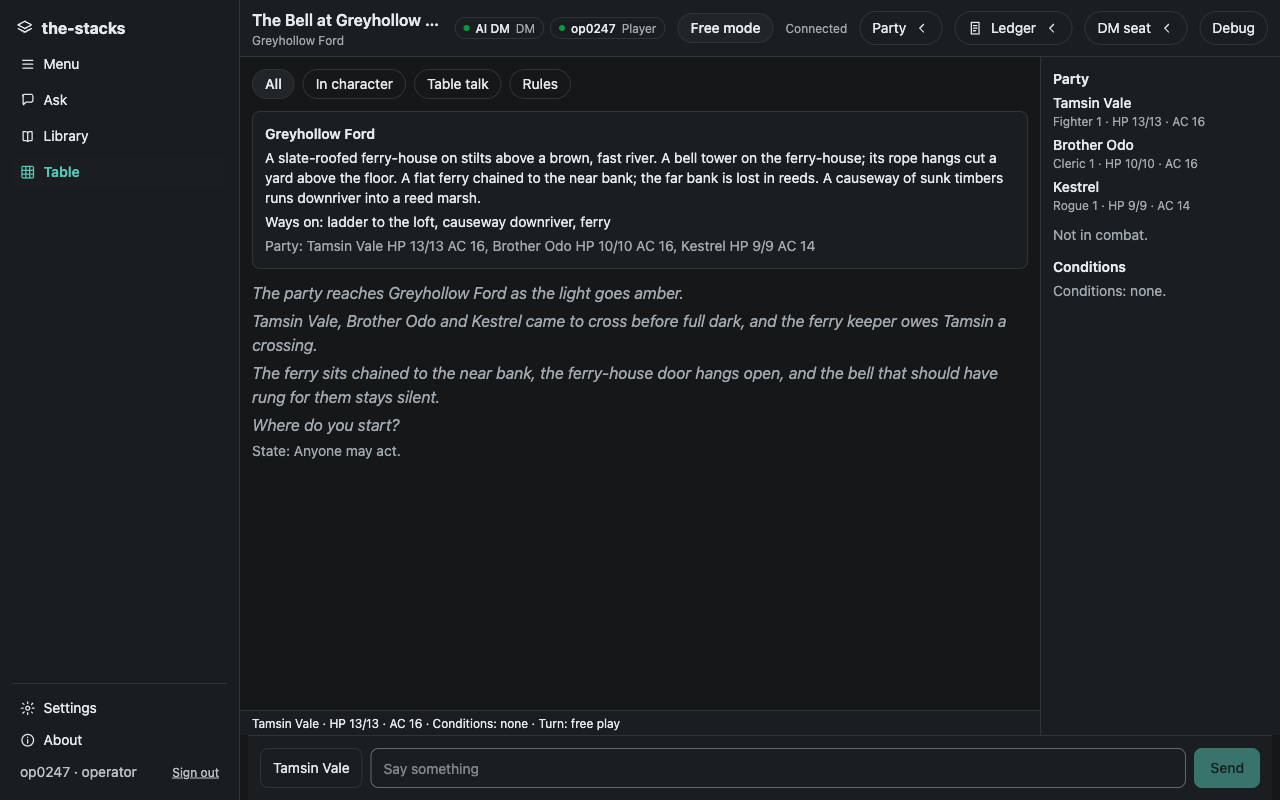 the-stacks
Menu
Ask
Library
Table
Settings
About
op0247 · operator
Sign out
The Bell at Greyhollow ...
Greyhollow Ford
AI DM DM
op0247 Player
Free mode
Connected
Party
Ledger
DM seat
Debug
All
In character
Table talk
Rules
Greyhollow Ford
A slate-roofed ferry-house on stilts above a brown, fast river. A bell tower on the ferry-house; its rope hangs cut a
yard above the floor. A flat ferry chained to the near bank; the far bank is lost in reeds. A causeway of sunk timbers
runs downriver into a reed marsh.
Ways on: ladder to the loft, causeway downriver, ferry
Party: Tamsin Vale HP 13/13 AC 16, Brother Odo HP 10/10 AC 16, Kestrel HP 9/9 AC 14
The party reaches Greyhollow Ford as the light goes amber.
Tamsin Vale, Brother Odo and Kestrel came to cross before full dark, and the ferry keeper owes Tamsin a
crossing.
The ferry sits chained to the near bank, the ferry-house door hangs open, and the bell that should have
rung for them stays silent.
Where do you start?
State: Anyone may act.
Tamsin Vale · HP 13/13 · AC 16 · Conditions: none · Turn: free play
Tamsin Vale
Say something
Send
Party
Tamsin Vale
Fighter 1 · HP 13/13 · AC 16
Brother Odo
Cleric 1 · HP 10/10 · AC 16
Kestrel
Rogue 1 · HP 9/9 · AC 14
Not in combat.
Conditions
Conditions: none.